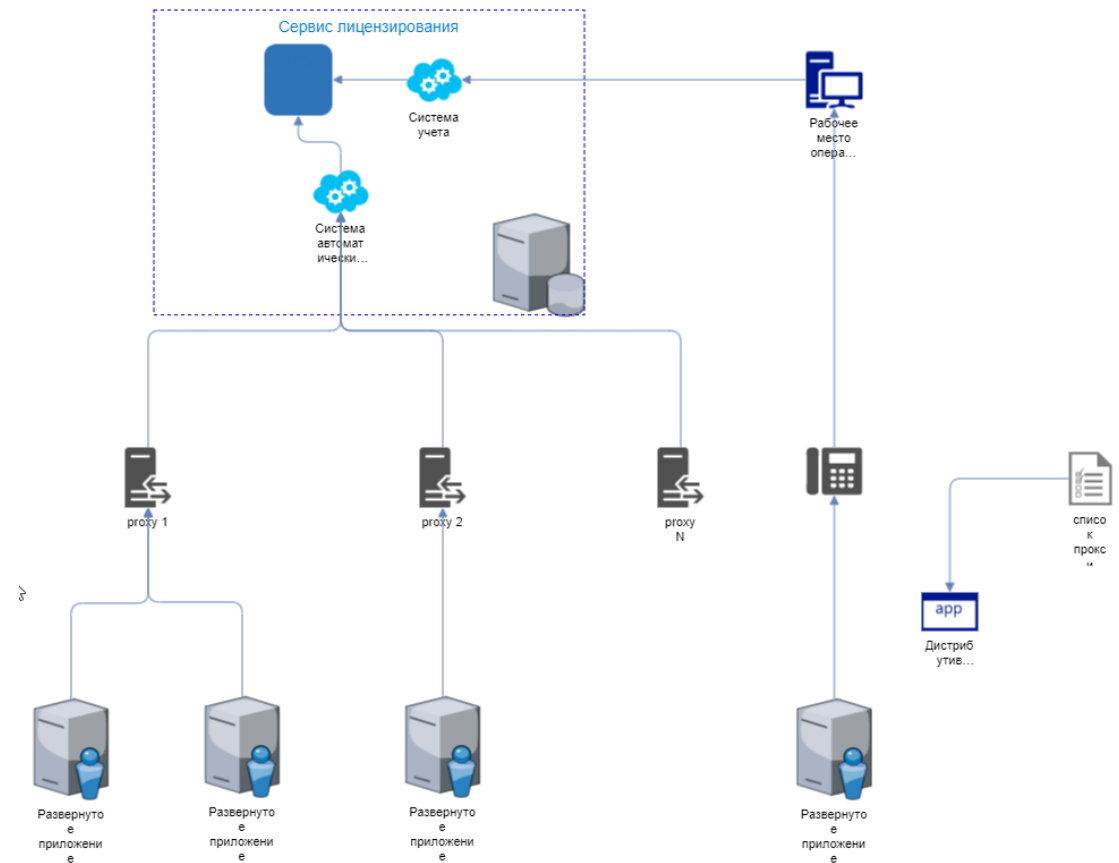 Сервис лицензирования
Система
учета
Рабочее
место
опера...
Система
автомат
ически...
proxy 1
proxy 2
proxy
N
списо
к
прокс
и
app
Дистриб
утив...
Развернуто
е
приложени
е
Развернуто
е
приложени
е
Развернуто
е
приложени
е
Развернуто
е
приложени
е